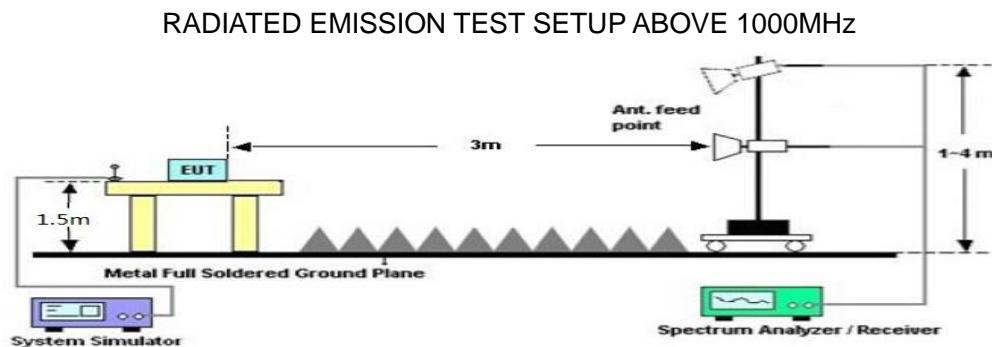 RADIATED EMISSION TEST SETUP ABOVE 1000MHz
Ant. feed
point
3m
EUT
1~4 m
1.5m
Metal Full Soldered Ground Plane
System Simulator
Spectrum Analyzer / Receiver